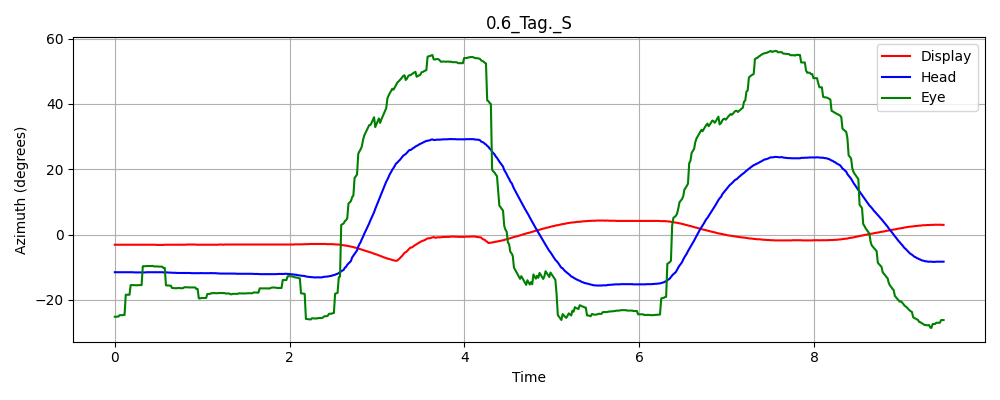 0.6_Tag._S
60
40
20
0
−20
Azimuth (degrees)
Display
Head
Eye
0 2 4 6 8
Time